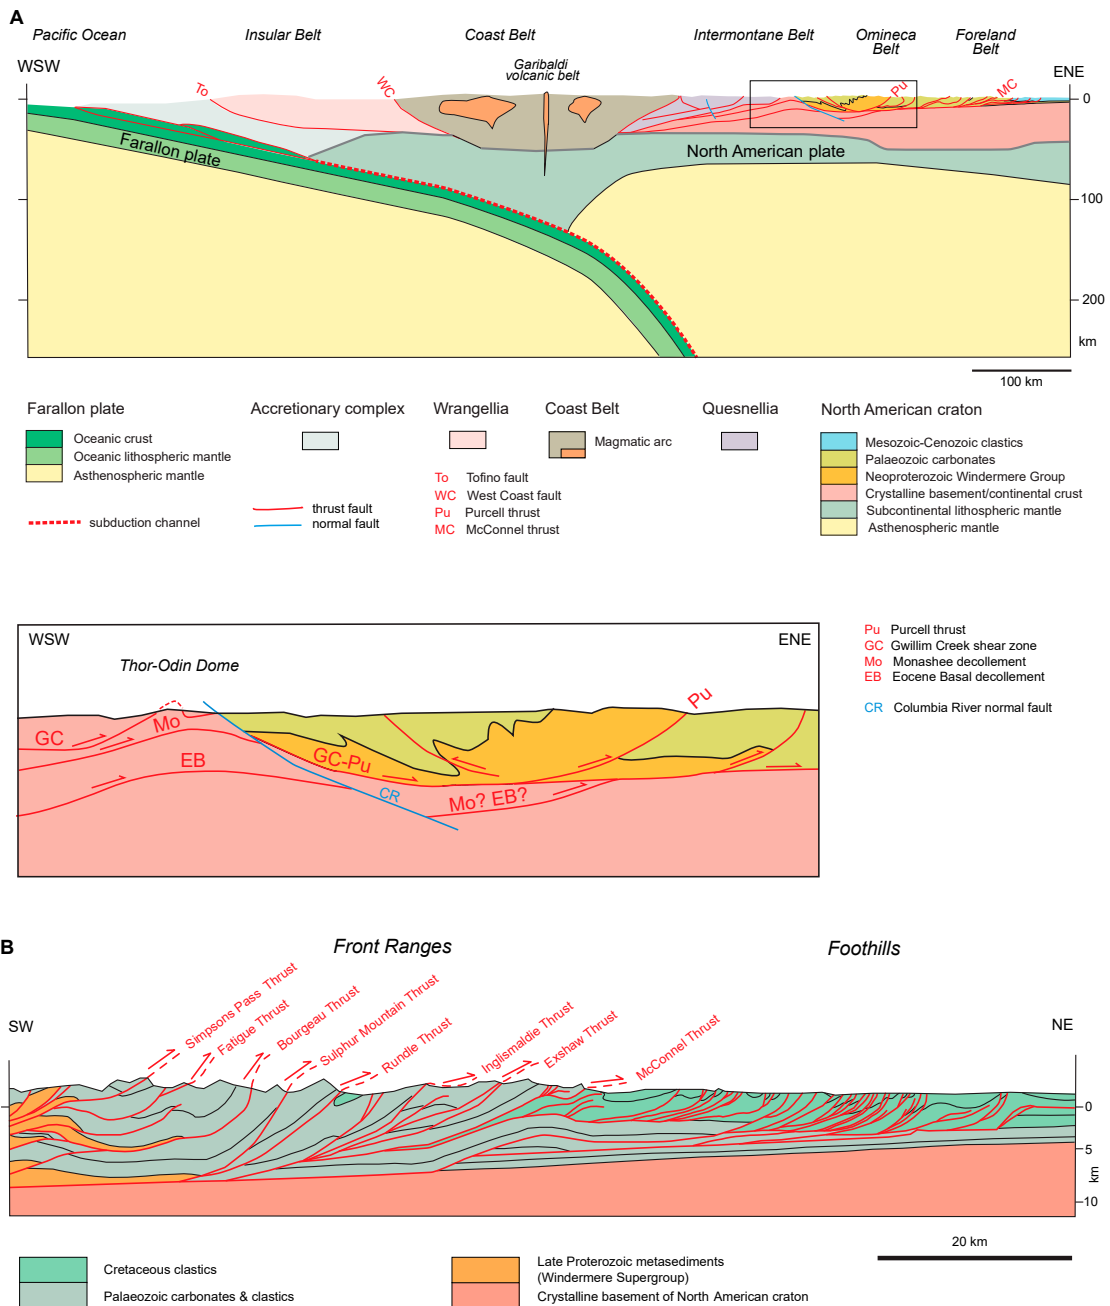 A
Pacific Ocean
Insular Belt
Coast Belt
Intermontane Belt
Omineca
Belt
Foreland
Belt
WSW
Garibaldi
volcanic belt
ENE
To
WC
Pu
MC
0
Farallon plate
North American plate
100
200
km
100 km
Farallon plate
Oceanic crust
Oceanic lithospheric mantle
Asthenospheric mantle
subduction channel
Accretionary complex
thrust fault
normal fault
Wrangellia
To Tofino fault
WC West Coast fault
Pu Purcell thrust
MC McConnel thrust
Coast Belt
Magmatic arc
Quesnellia
North American craton
Mesozoic-Cenozoic clastics
Palaeozoic carbonates
Neoproterozoic Windermere Group
Crystalline basement/continental crust
Subcontinental lithospheric mantle
Asthenospheric mantle
WSW
ENE
Thor-Odin Dome
Pu
GC
Mo
EB
GC-Pu
CR
Mo? EB?
Pu Purcell thrust
GC Gwillim Creek shear zone
Mo Monashee decollement
EB Eocene Basal decollement
CR Columbia River normal fault
B
Front Ranges
Foothills
SW
NE
Simpsons Pass Thrust
Fatigue Thrust
Bourgeau Thrust
Sulphur Mountain Thrust
Rundle Thrust
Inglismaldie Thrust
Exshaw Thrust
McConnel Thrust
0
5
km
10
20 km
Cretaceous clastics
Palaeozoic carbonates & clastics
Late Proterozoic metasediments
(Windermere Supergroup)
Crystalline basement of North American craton